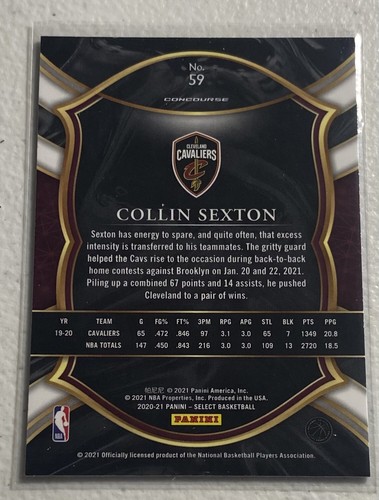 No.
59
CONCOURSE
CLEVELAND
CAVALIERS
COLLIN SEXTON
Sexton has energy to spare, and quite often, that excess
intensity is transferred to his teammates. The gritty guard
helped the Cavs rise to the occasion during back-to-back
home contests against Brooklyn on Jan. 20 and 22, 2021.
Piling up a combined 67 points and 14 assists, he pushed
Cleveland to a pair of wins.
YR TEAM G FG% FT% 3PM RPG APG STL BLK PTS PPG
19-20 CAVALIERS 65 .472 .846 97 3.1 3.0 65 7 1349 20.8
NBA TOTALS 147 .450 .843 216 3.0 3.0 109 13 2720 18.5
帕尼尼 © 2021 Panini America, Inc.
© 2021 NBA Properties, Inc. Produced in the USA.
2020-21 PANINI - SELECT BASKETBALL
PANINI
NBA
© 2021 Officially licensed product of the National Basketball Players Association.